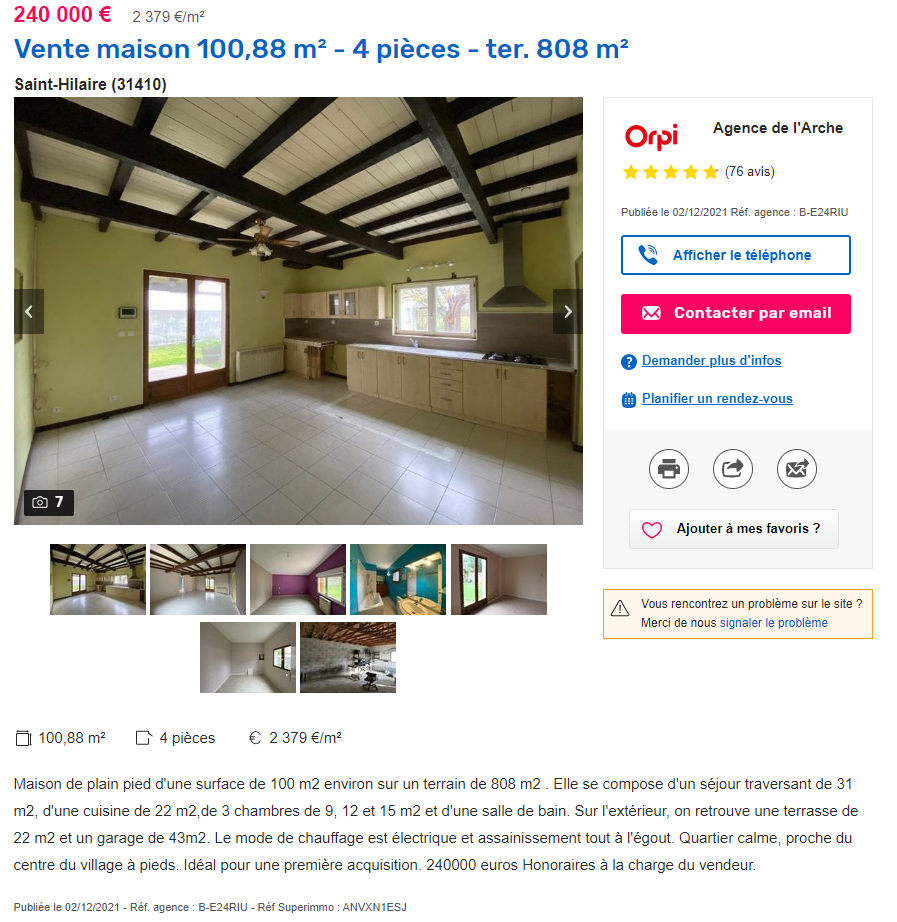 240 000 € 2 379 €/m²
Vente maison 100,88 m² - 4 pièces - ter. 808 m²
Saint-Hilaire (31410)
7
Orpi
Agence de l'Arche
(76 avis)
Publiée le 02/12/2021 Réf. agence : B-E24RIU
Afficher le téléphone
Contacter par email
Demander plus d'infos
Planifier un rendez-vous
Ajouter à mes favoris ?
Vous rencontrez un problème sur le site ?
Merci de nous signaler le problème
100,88 m² 4 pièces € 2 379 €/m²
Maison de plain pied d'une surface de 100 m2 environ sur un terrain de 808 m2 . Elle se compose d'un séjour traversant de 31
m2, d'une cuisine de 22 m2,de 3 chambres de 9, 12 et 15 m2 et d'une salle de bain. Sur l'extérieur, on retrouve une terrasse de
22 m2 et un garage de 43m2. Le mode de chauffage est électrique et assainissement tout à l'égout. Quartier calme, proche du
centre du village à pieds. Idéal pour une première acquisition. 240000 euros Honoraires à la charge du vendeur.
Publiée le 02/12/2021 - Réf. agence : B-E24RIU - Réf Superimmo : ANVXN1ESJ